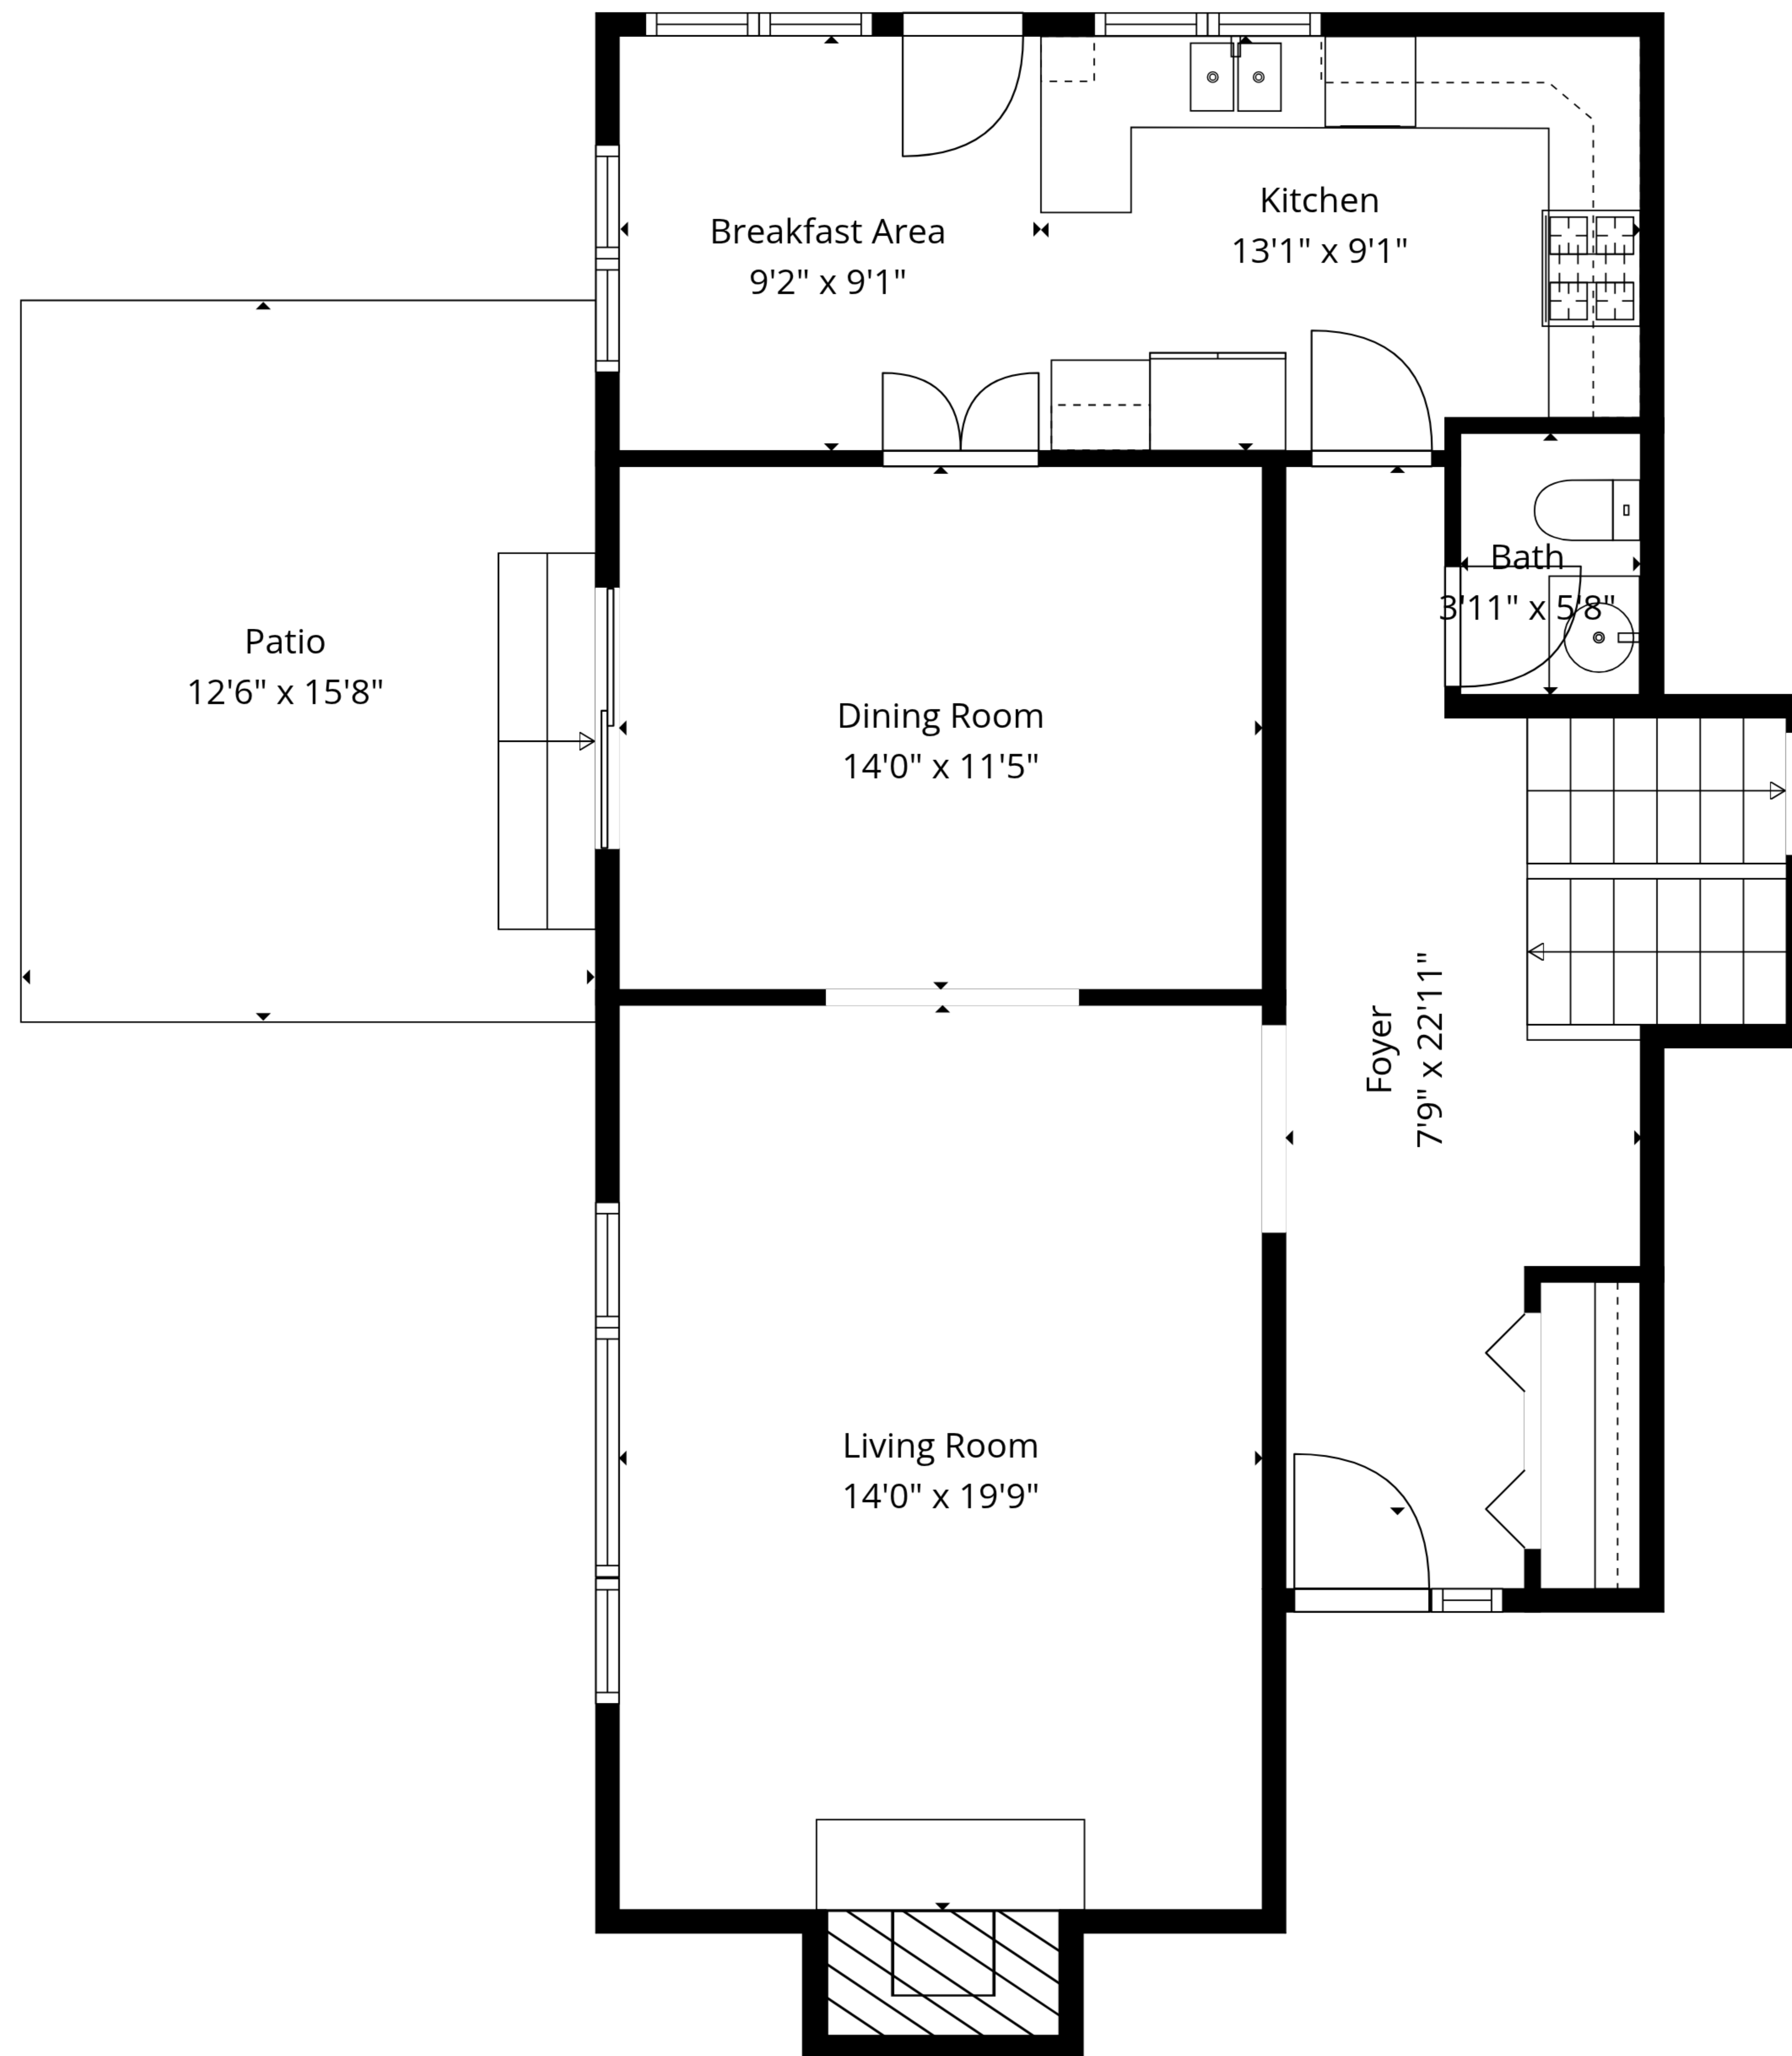 Breakfast Area
9'2" x 9'1"
Kitchen
13'1" x 9'1"
Bath
3'11" x 5'8"
Patio
12'6" x 15'8"
Dining Room
14'0" x 11'5"
Foyer
7'9" x 22'11"
Living Room
14'0" x 19'9"